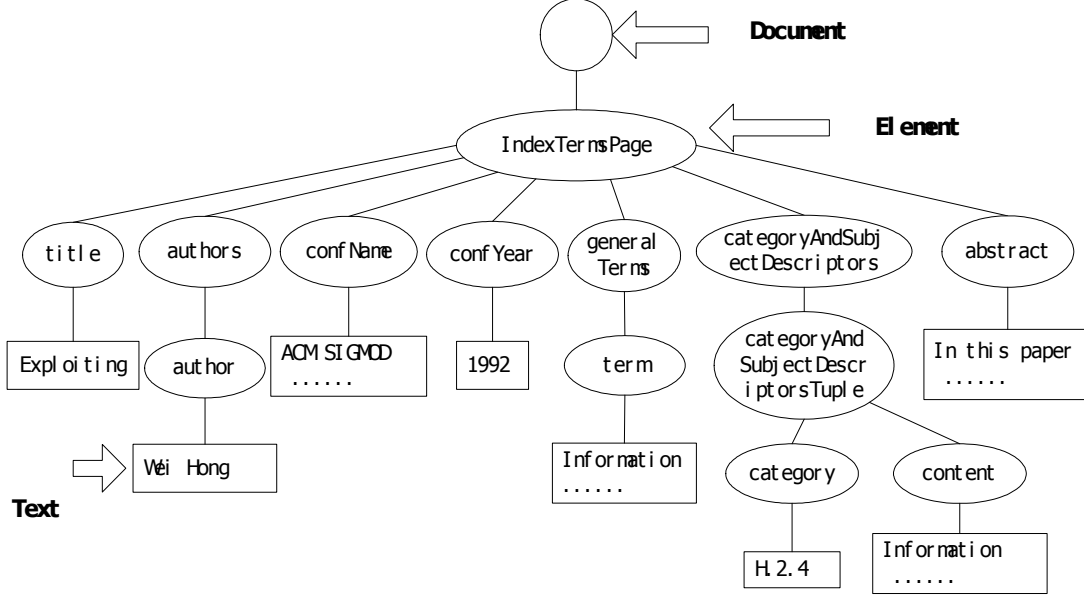 Document
IndexTermsPage
Element
title
authors
confName
confYear
general
Terms
categoryAndSubj
ectDescriptors
abstract
Exploiting
author
ACM SIGMOD
......
1992
term
categoryAnd
SubjectDescr
iptorsTuple
In this paper
......
Wei Hong
Text
Information
......
category
content
H.2.4
Information
......